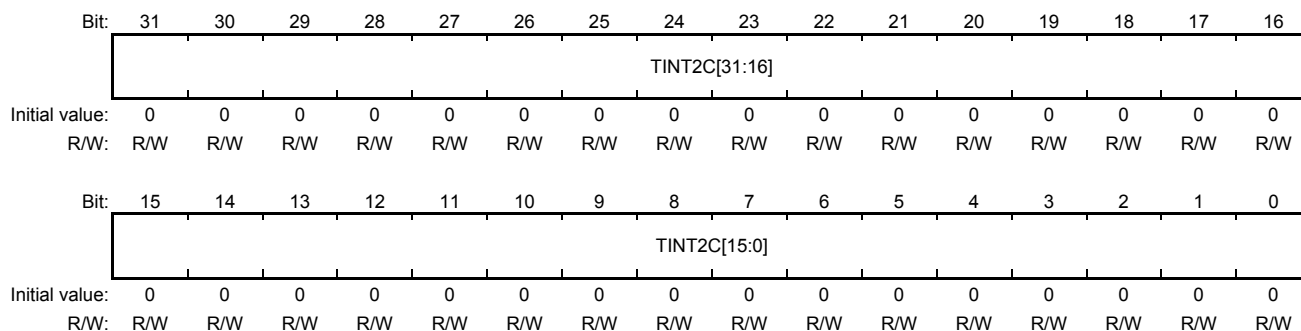 Bit: 31 30 29 28 27 26 25 24 23 22 21 20 19 18 17 16
TINT2C[31:16]
Initial value: 0 0 0 0 0 0 0 0 0 0 0 0 0 0 0 0
R/W: R/W R/W R/W R/W R/W R/W R/W R/W R/W R/W R/W R/W R/W R/W R/W R/W
Bit: 15 14 13 12 11 10 9 8 7 6 5 4 3 2 1 0
TINT2C[15:0]
Initial value: 0 0 0 0 0 0 0 0 0 0 0 0 0 0 0 0
R/W: R/W R/W R/W R/W R/W R/W R/W R/W R/W R/W R/W R/W R/W R/W R/W R/W